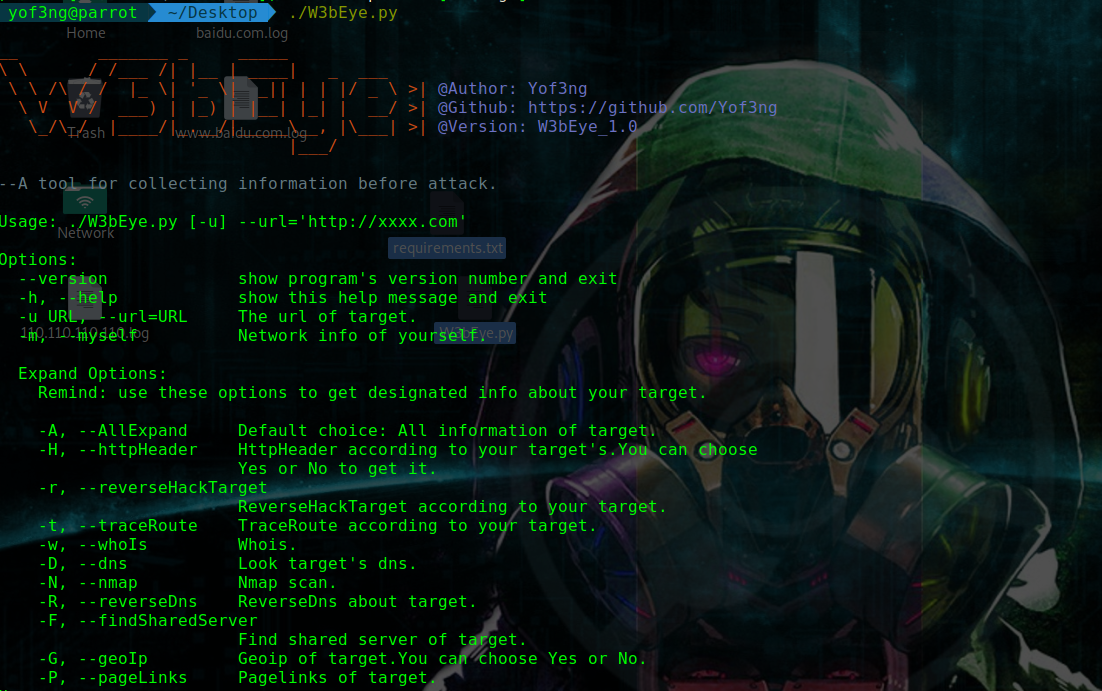 yof3ng@parrot ~/Desktop ./W3bEye.py
Home baidu.com.log
@Author: Yof3ng
@Github: https://github.com/Yof3ng
@Version: W3bEye_1.0
Trash www.baidu.com.log
--A tool for collecting information before attack.
Usage: ./W3bEye.py [-u] --url='http://xxxx.com'
Network
requirements.txt
Options:
--version show program's version number and exit
-h, --help show this help message and exit
-u URL, --url=URL The url of target.
-m, --myself Network info of yourself.
110.110.110.110.log W3bEye.py
Expand Options:
Remind: use these options to get designated info about your target.
-A, --AllExpand Default choice: All information of target.
-H, --httpHeader HttpHeader according to your target's.You can choose
Yes or No to get it.
-r, --reverseHackTarget
ReverseHackTarget according to your target.
-t, --traceRoute TraceRoute according to your target.
-w, --whoIs Whois.
-D, --dns Look target's dns.
-N, --nmap Nmap scan.
-R, --reverseDns ReverseDns about target.
-F, --findSharedServer
Find shared server of target.
-G, --geoIp Geoip of target.You can choose Yes or No.
-P, --pageLinks Pagelinks of target.